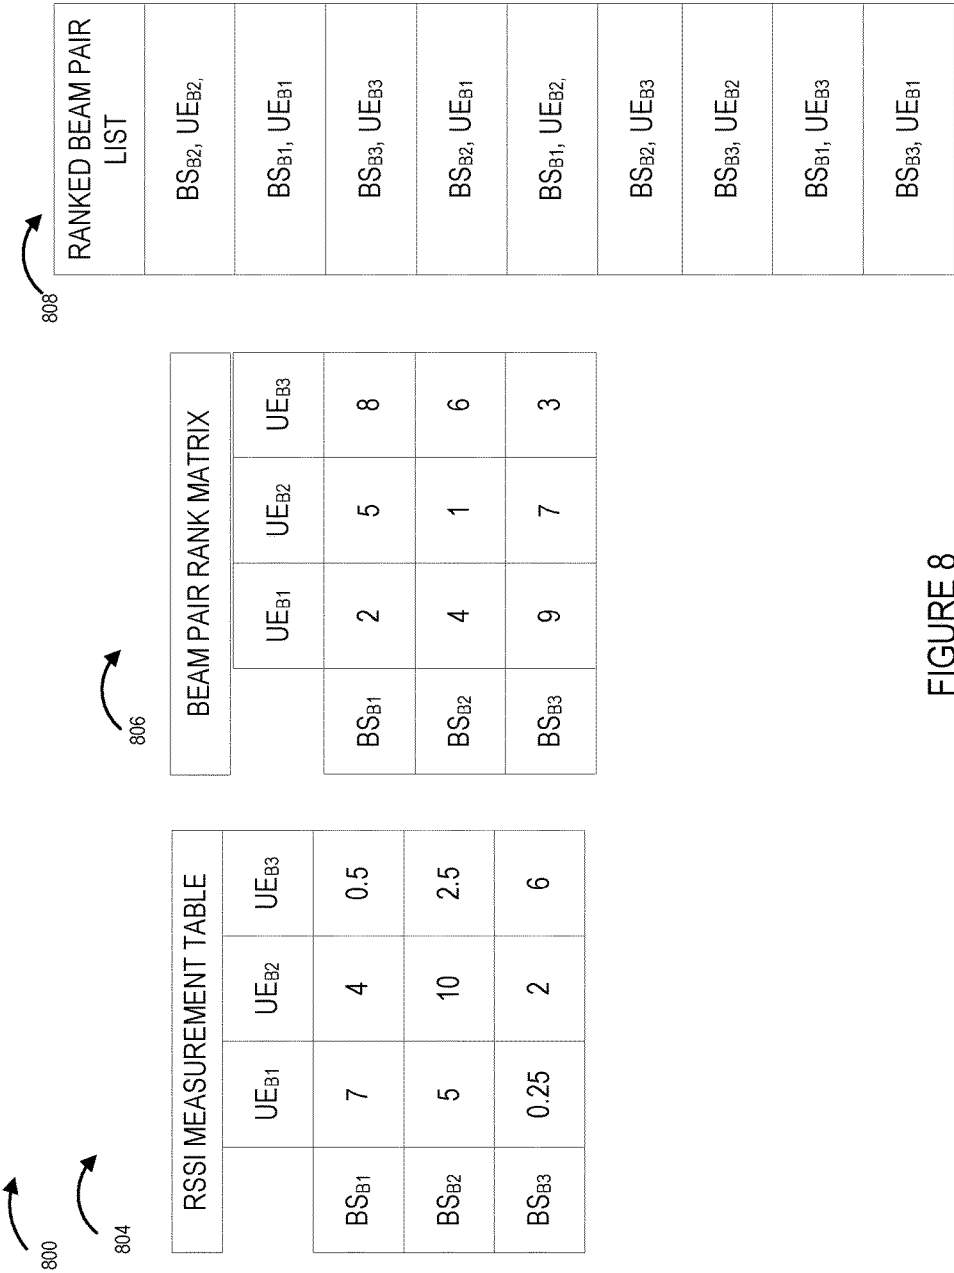 800
804
RSSI MEASUREMENT TABLE
UEB1 UEB2 UEB3
BSB1 7 4 0.5
BSB2 5 10 2.5
BSB3 0.25 2 6
806
BEAM PAIR RANK MATRIX
UEB1 UEB2 UEB3
BSB1 2 5 8
BSB2 4 1 6
BSB3 9 7 3
808
RANKED BEAM PAIR
LIST
BSB2, UEB2,
BSB1, UEB1
BSB3, UEB3
BSB2, UEB1
BSB1, UEB2,
BSB2, UEB3
BSB3, UEB2
BSB1, UEB3
BSB3, UEB1
FIGURE 8